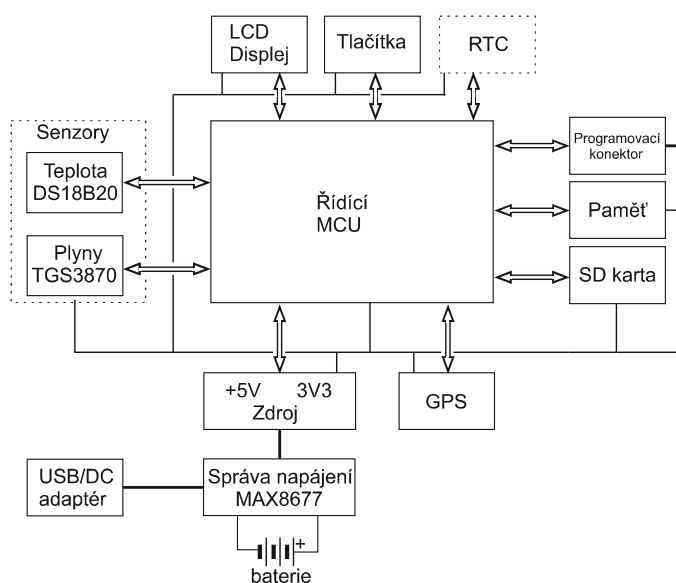 LCD
Displej
Tlačítka
RTC
Senzory
Teplota
DS18B20
Plyny
TGS3870
Řídící
MCU
Programovací
konektor
Paměť
SD karta
+5V 3V3
Zdroj
GPS
USB/DC
adaptér
Správa napájení
MAX8677
+
baterie